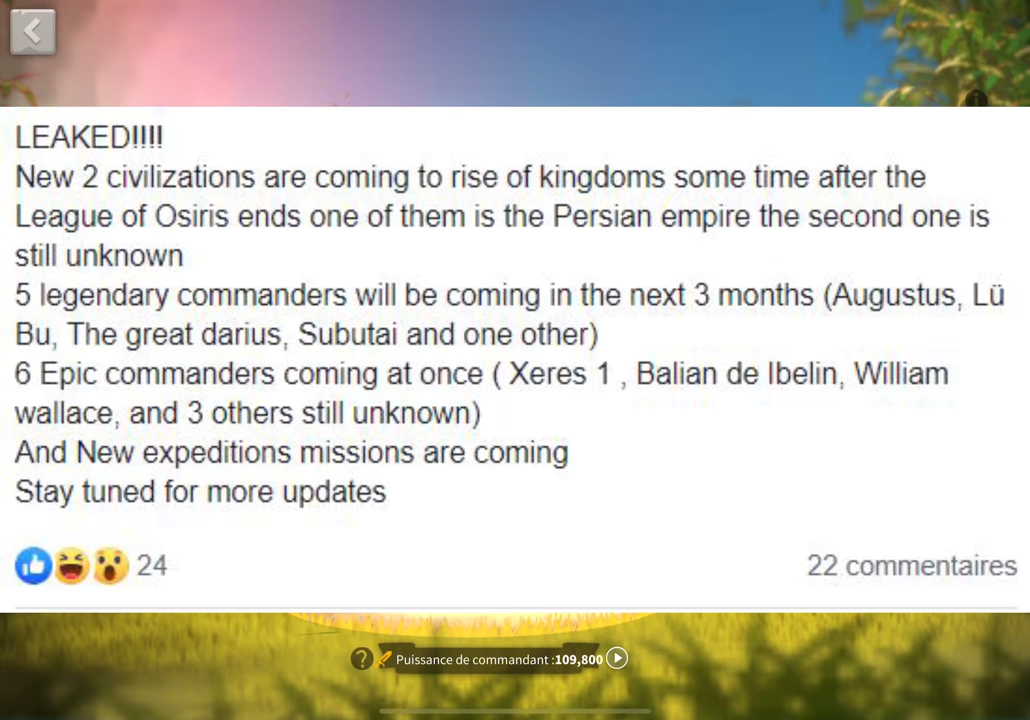 LEAKED!!!!
New 2 civilizations are coming to rise of kingdoms some time after the
League of Osiris ends one of them is the Persian empire the second one is
still unknown
5 legendary commanders will be coming in the next 3 months (Augustus, Lü
Bu, The great darius, Subutai and one other)
6 Epic commanders coming at once ( Xeres 1 , Balian de Ibelin, William
wallace, and 3 others still unknown)
And New expeditions missions are coming
Stay tuned for more updates
24
22 commentaires
? Puissance de commandant :109,800